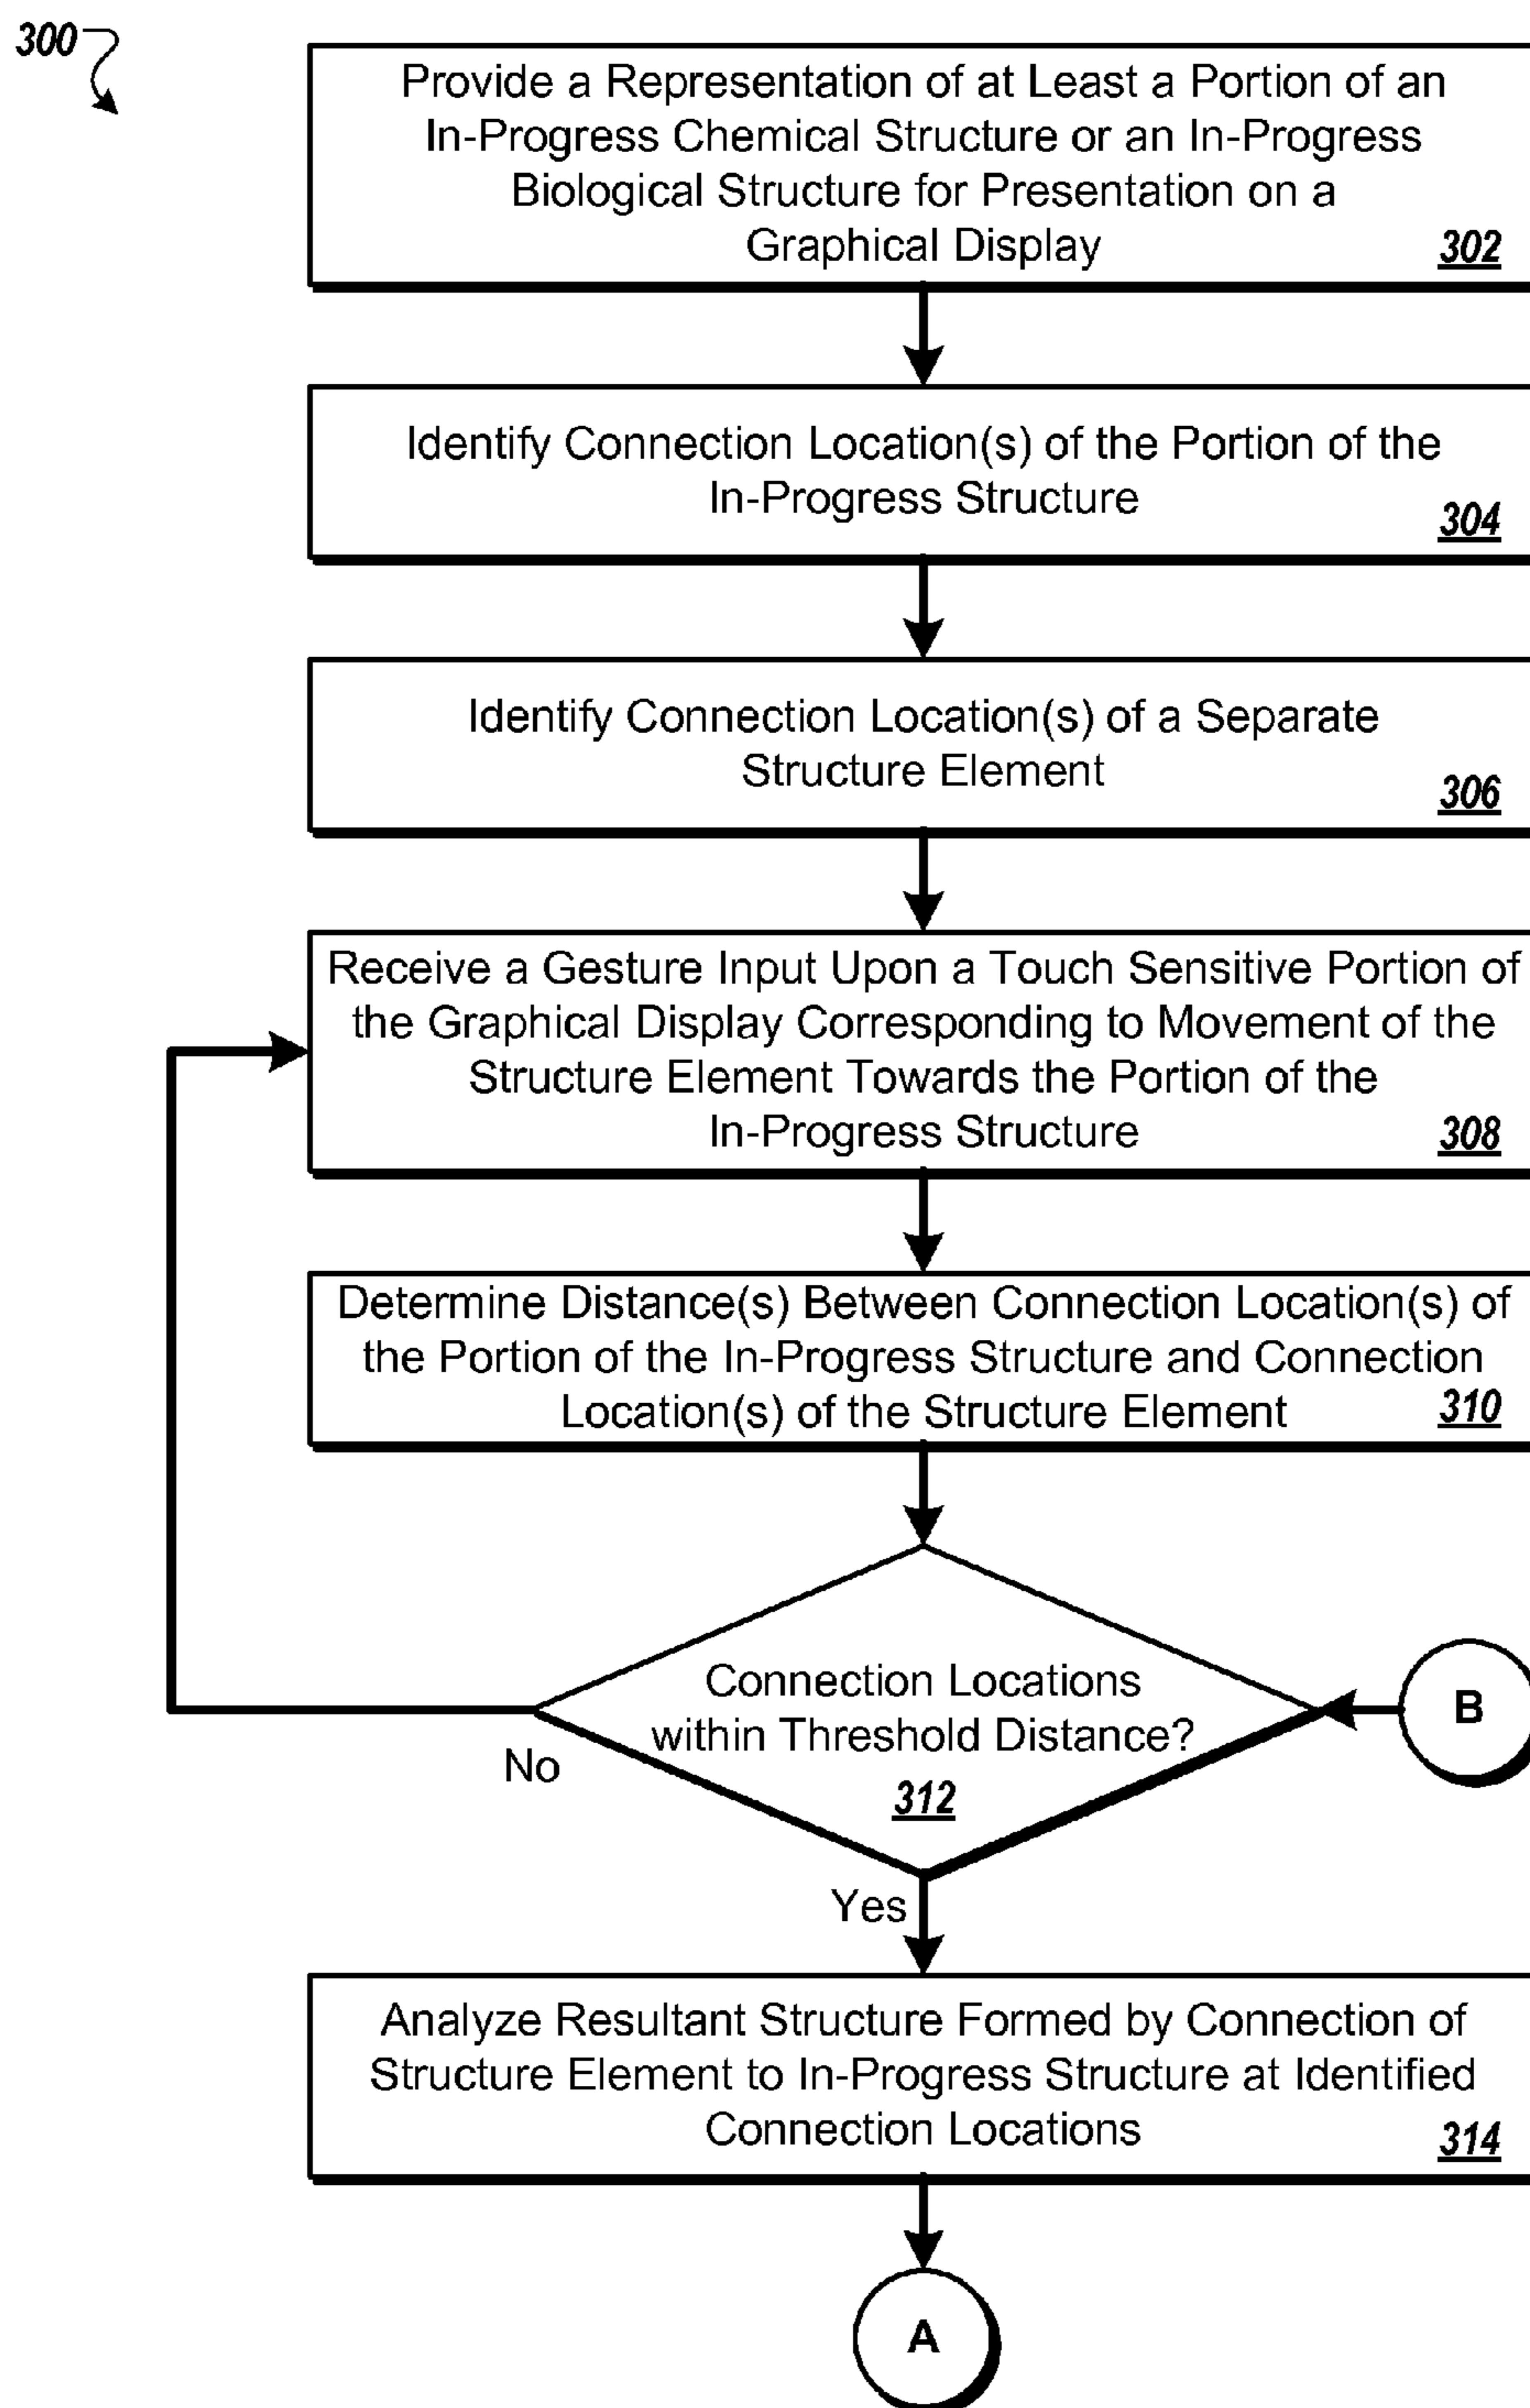 300
Provide a Representation of at Least a Portion of an
In-Progress Chemical Structure or an In-Progress
Biological Structure for Presentation on a
Graphical Display
302
Identify Connection Location(s) of the Portion of the
In-Progress Structure
304
Identify Connection Location(s) of a Separate
Structure Element
306
Receive a Gesture Input Upon a Touch Sensitive Portion of
the Graphical Display Corresponding to Movement of the
Structure Element Towards the Portion of the
In-Progress Structure
308
Determine Distance(s) Between Connection Location(s) of
the Portion of the In-Progress Structure and Connection
Location(s) of the Structure Element
310
Connection Locations
within Threshold Distance?
312
B
No
Yes
Analyze Resultant Structure Formed by Connection of
Structure Element to In-Progress Structure at Identified
Connection Locations
314
A